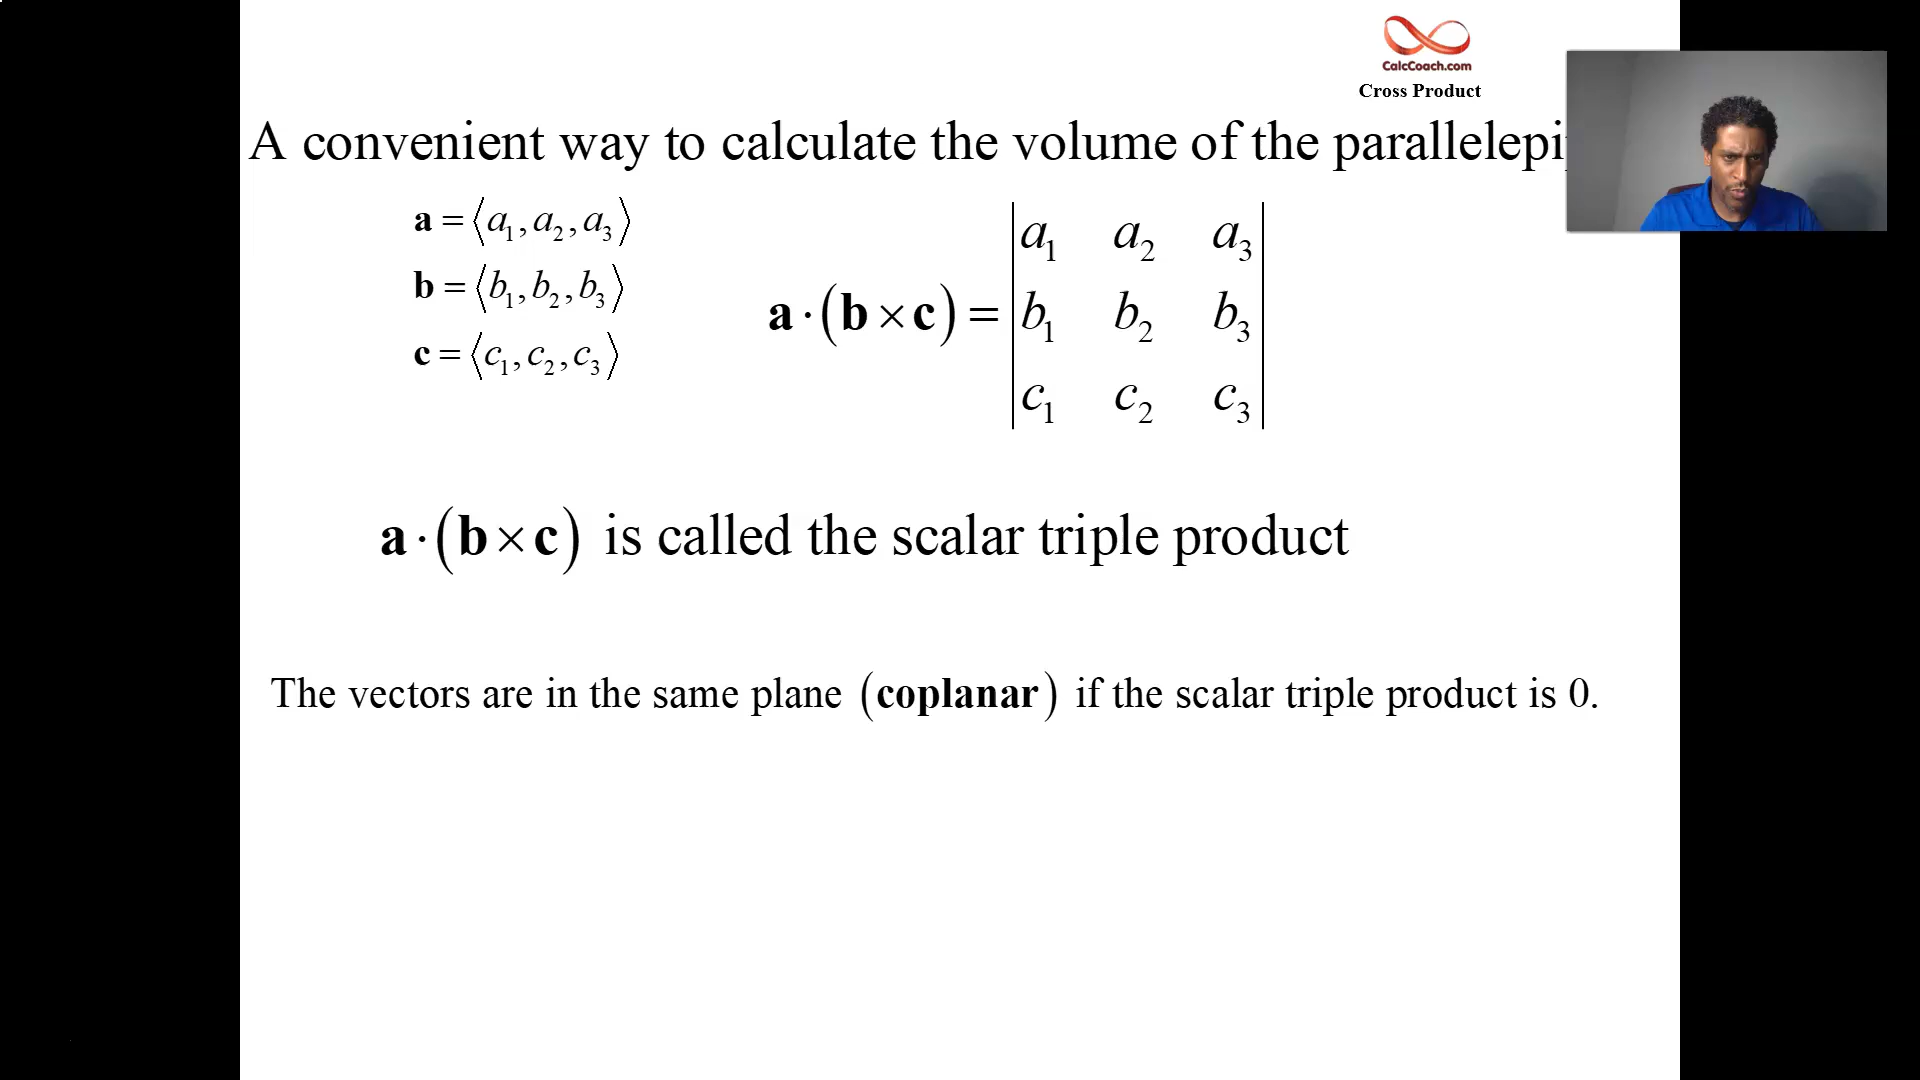 CalcCoach.com
Cross Product
A convenient way to calculate the volume of the
a = ⟨a₁, a₂, a₃⟩
b = ⟨b₁, b₂, b₃⟩
c = ⟨c₁, c₂, c₃⟩
a · (b × c) =
|a₁ a₂ a₃|
|b₁ b₂ b₃|
|c₁ c₂ c₃|
a · (b × c) is called the scalar triple product
The vectors are in the same plane (coplanar) if the scalar triple product is 0.